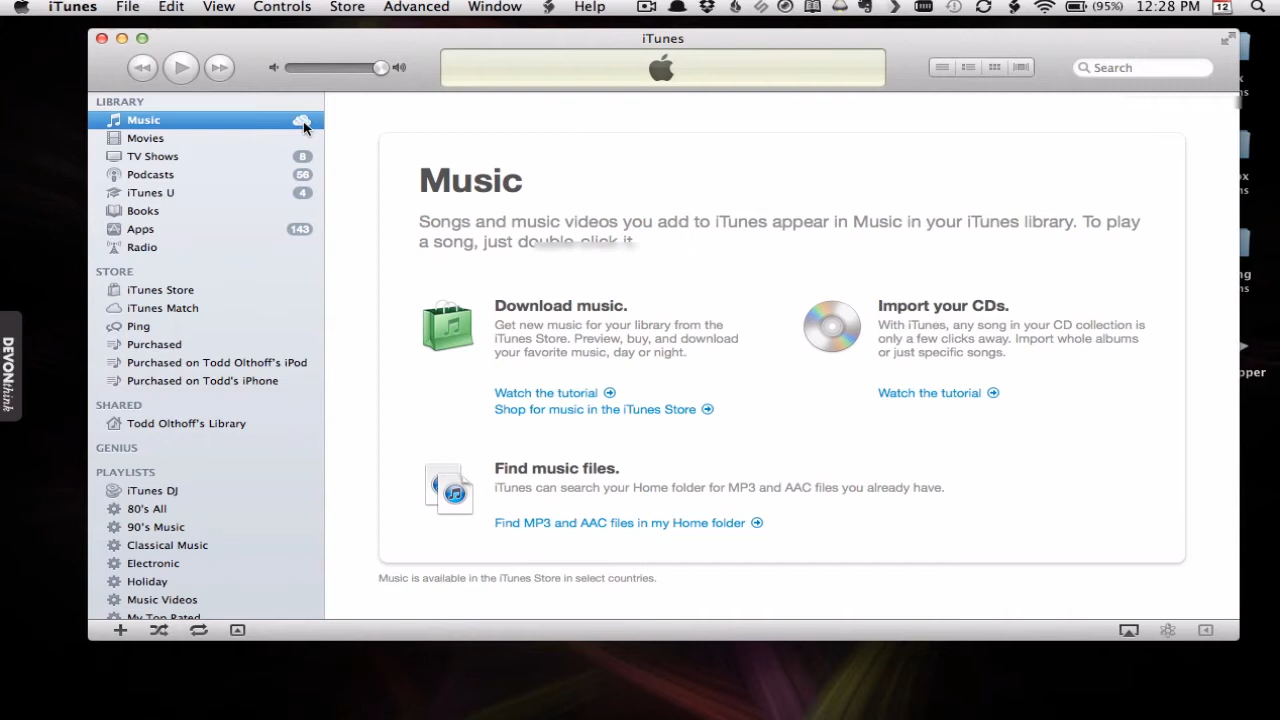 iTunes File Edit View Controls Store Advanced Window Help (95%) 12:28 PM 12
iTunes
Search
LIBRARY
Music
Movies
TV Shows 8
Podcasts 56
iTunes U 4
Books
Apps 143
Radio
STORE
iTunes Store
iTunes Match
Ping
Purchased
Purchased on Todd Olthoff's iPod
Purchased on Todd's iPhone
SHARED
Todd Olthoff's Library
GENIUS
PLAYLISTS
iTunes DJ
80's All
90's Music
Classical Music
Electronic
Holiday
Music Videos
My Top Rated
Music
Songs and music videos you add to iTunes appear in Music in your iTunes library. To play
a song, just double-click it.
Download music.
Get new music for your library from the
iTunes Store. Preview, buy, and download
your favorite music, day or night.
Watch the tutorial
Shop for music in the iTunes Store
Import your CDs.
With iTunes, any song in your CD collection is
only a few clicks away. Import whole albums
or just specific songs.
Watch the tutorial
Find music files.
iTunes can search your Home folder for MP3 and AAC files you already have.
Find MP3 and AAC files in my Home folder
Music is available in the iTunes Store in select countries.
DEVONthink